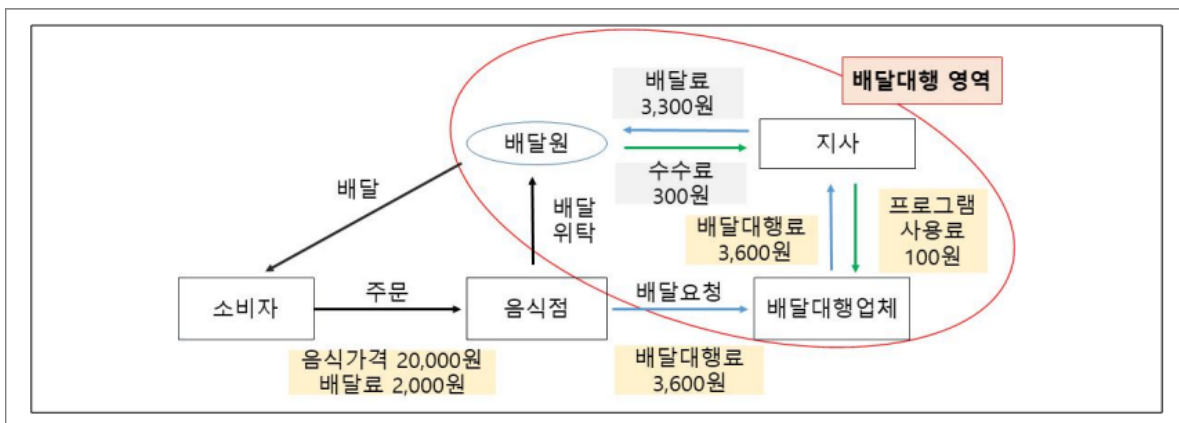 배달대행 영역
배달료
3,300원
배달원
지사
수수료
300원
배달
배달
위탁
배달대행료
3,600원
프로그램
사용료
100원
소비자
주문
음식점
배달요청
배달대행업체
음식가격 20,000원
배달료 2,000원
배달대행료
3,600원